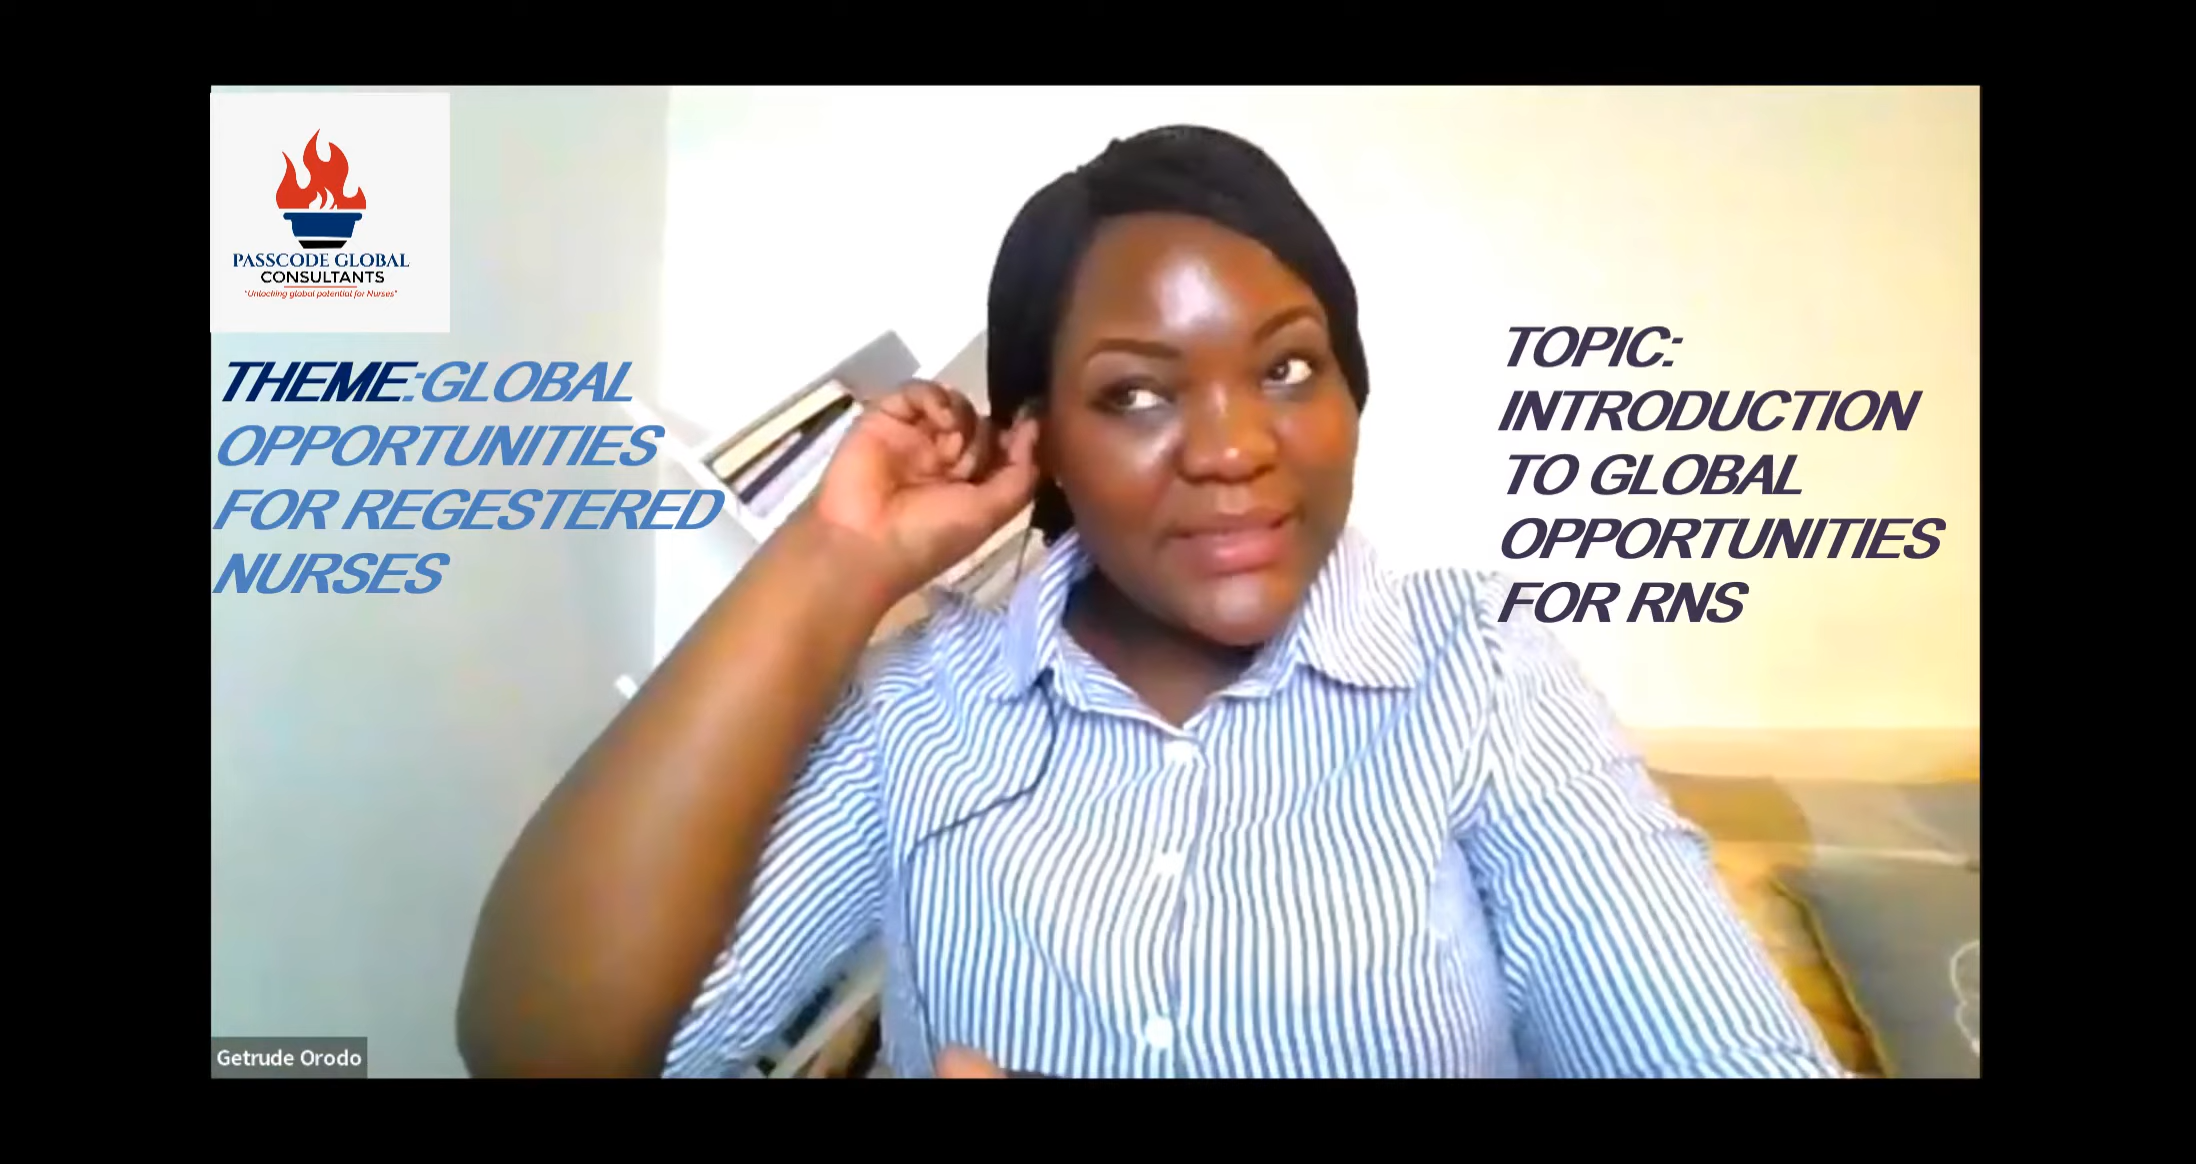 PASSCODE GLOBAL
CONSULTANTS
"Unlocking global potential for Nurses"
THEME:GLOBAL
OPPORTUNITIES
FOR REGESTERED
NURSES
TOPIC:
INTRODUCTION
TO GLOBAL
OPPORTUNITIES
FOR RNS
Getrude Orodo